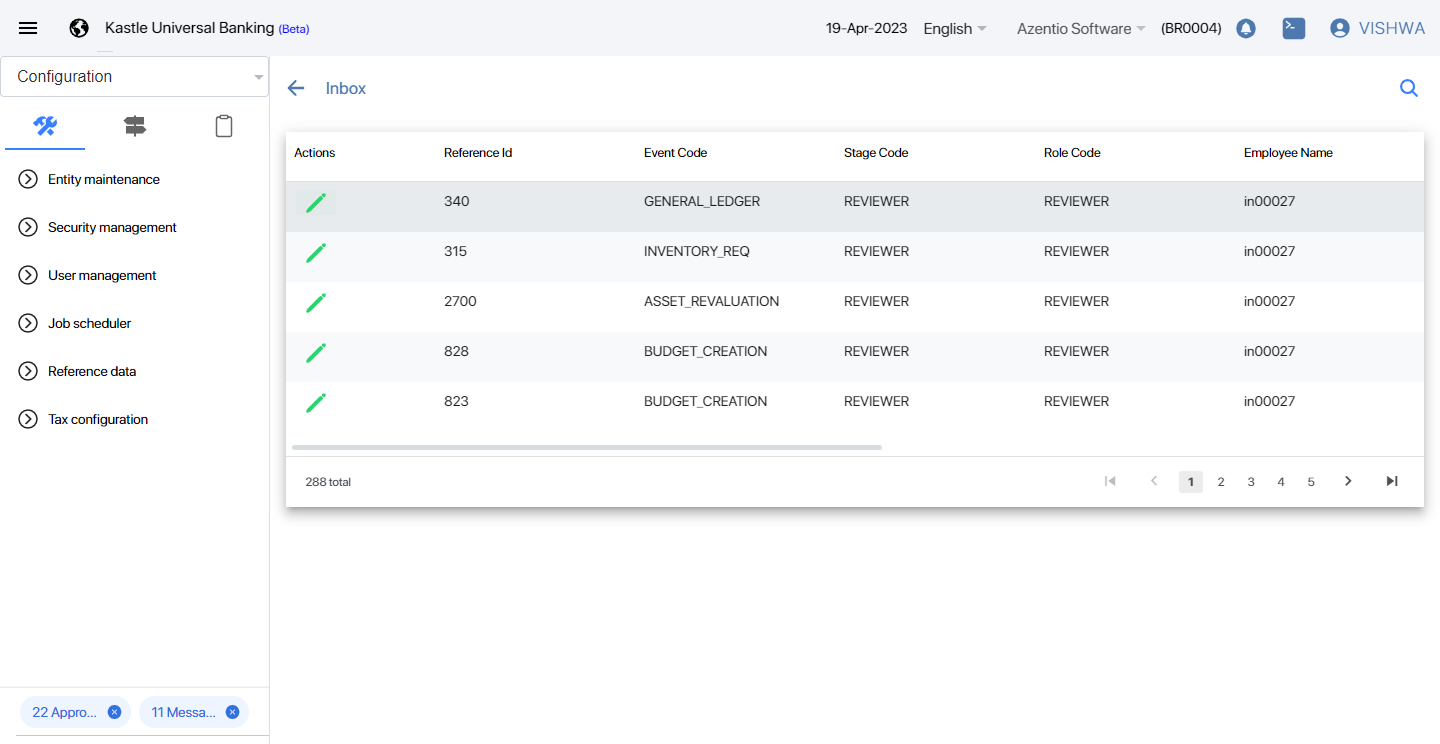 Kastle Universal Banking (Beta) 19-Apr-2023 English Azentio Software (BR0004) VISHWA
Configuration
Inbox
Entity maintenance
Security management
User management
Job scheduler
Reference data
Tax configuration
Actions Reference Id Event Code Stage Code Role Code Employee Name
340 GENERAL_LEDGER REVIEWER REVIEWER in00027
315 INVENTORY_REQ REVIEWER REVIEWER in00027
2700 ASSET_REVALUATION REVIEWER REVIEWER in00027
828 BUDGET_CREATION REVIEWER REVIEWER in00027
823 BUDGET_CREATION REVIEWER REVIEWER in00027
288 total 1 2 3 4 5
22 Appro... 11 Messa...